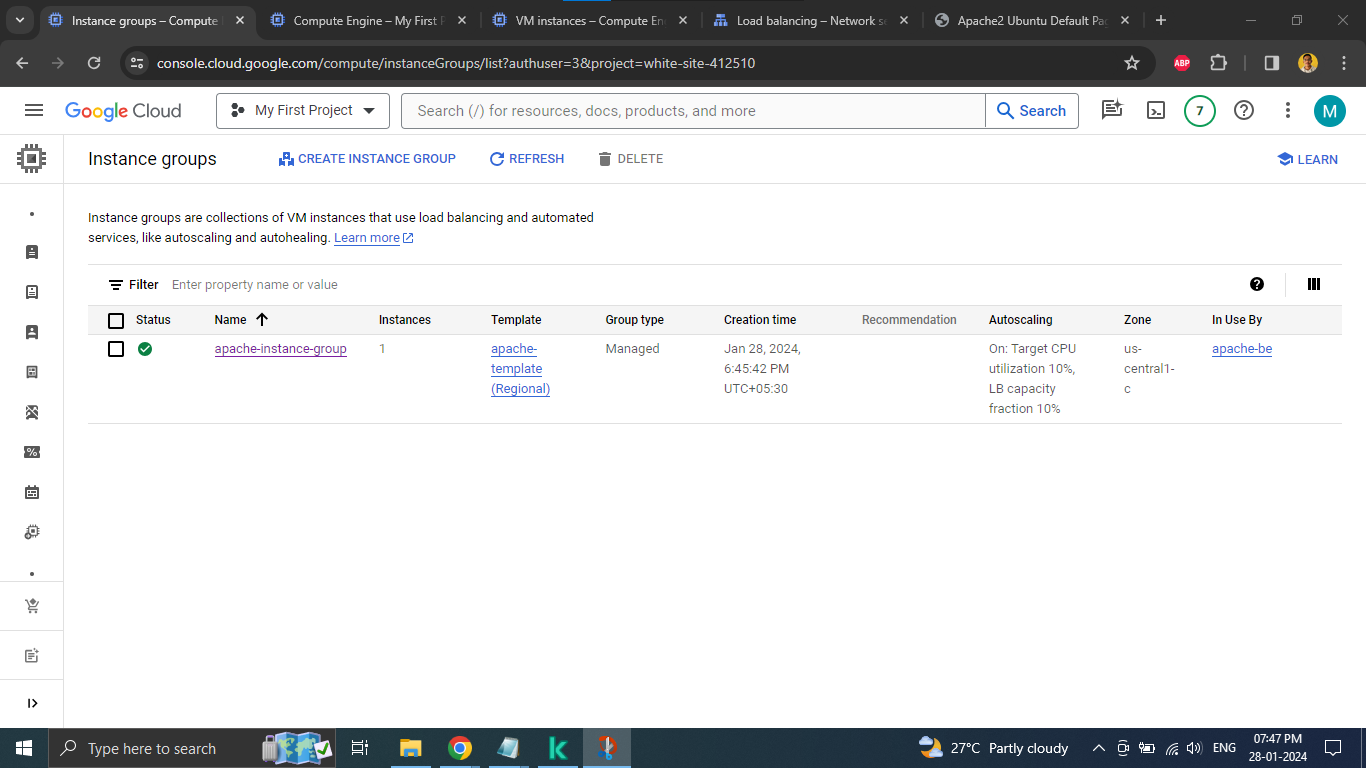 Instance groups – Compute
Compute Engine – My First P
VM instances – Compute En
Load balancing – Network se
Apache2 Ubuntu Default Pag
console.cloud.google.com/compute/instanceGroups/list?authuser=3&project=white-site-412510
ABP
Google Cloud
My First Project
Search (/) for resources, docs, products, and more
Search
7
M
Instance groups
CREATE INSTANCE GROUP
REFRESH
DELETE
LEARN
Instance groups are collections of VM instances that use load balancing and automated
services, like autoscaling and autohealing. Learn more
Filter Enter property name or value
Status Name Instances Template Group type Creation time Recommendation Autoscaling Zone In Use By
apache-instance-group 1 apache- Managed Jan 28, 2024, On: Target CPU us- apache-be
template 6:45:42 PM utilization 10%, central1-
(Regional) UTC+05:30 LB capacity c
fraction 10%
Type here to search
k
27°C Partly cloudy
ENG
07:47 PM
28-01-2024